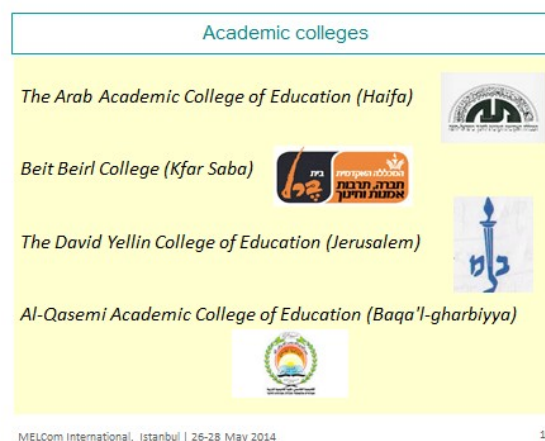 Academic colleges
The Arab Academic College of Education (Haifa)
Beit Beirl College (Kfar Saba)
בית ברל
המכללה האקדמית
חברה, תרבות
אמנות וחינוך
The David Yellin College of Education (Jerusalem)
Al-Qasemi Academic College of Education (Baqa'l-gharbiyya)
MELCom International, Istanbul | 26-28 May 2014